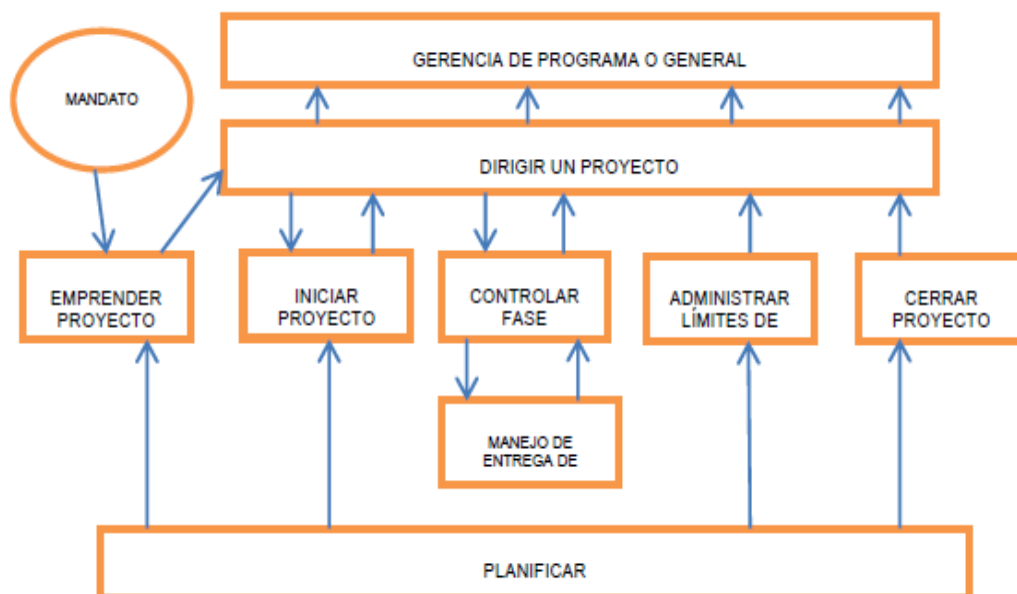 GERENCIA DE PROGRAMA O GENERAL
MANDATO
DIRIGIR UN PROYECTO
EMPRENDER
PROYECTO
INICIAR
PROYECTO
CONTROLAR
FASE
ADMINISTRAR
LÍMITES DE
CERRAR
PROYECTO
MANEJO DE
ENTREGA DE
PLANIFICAR